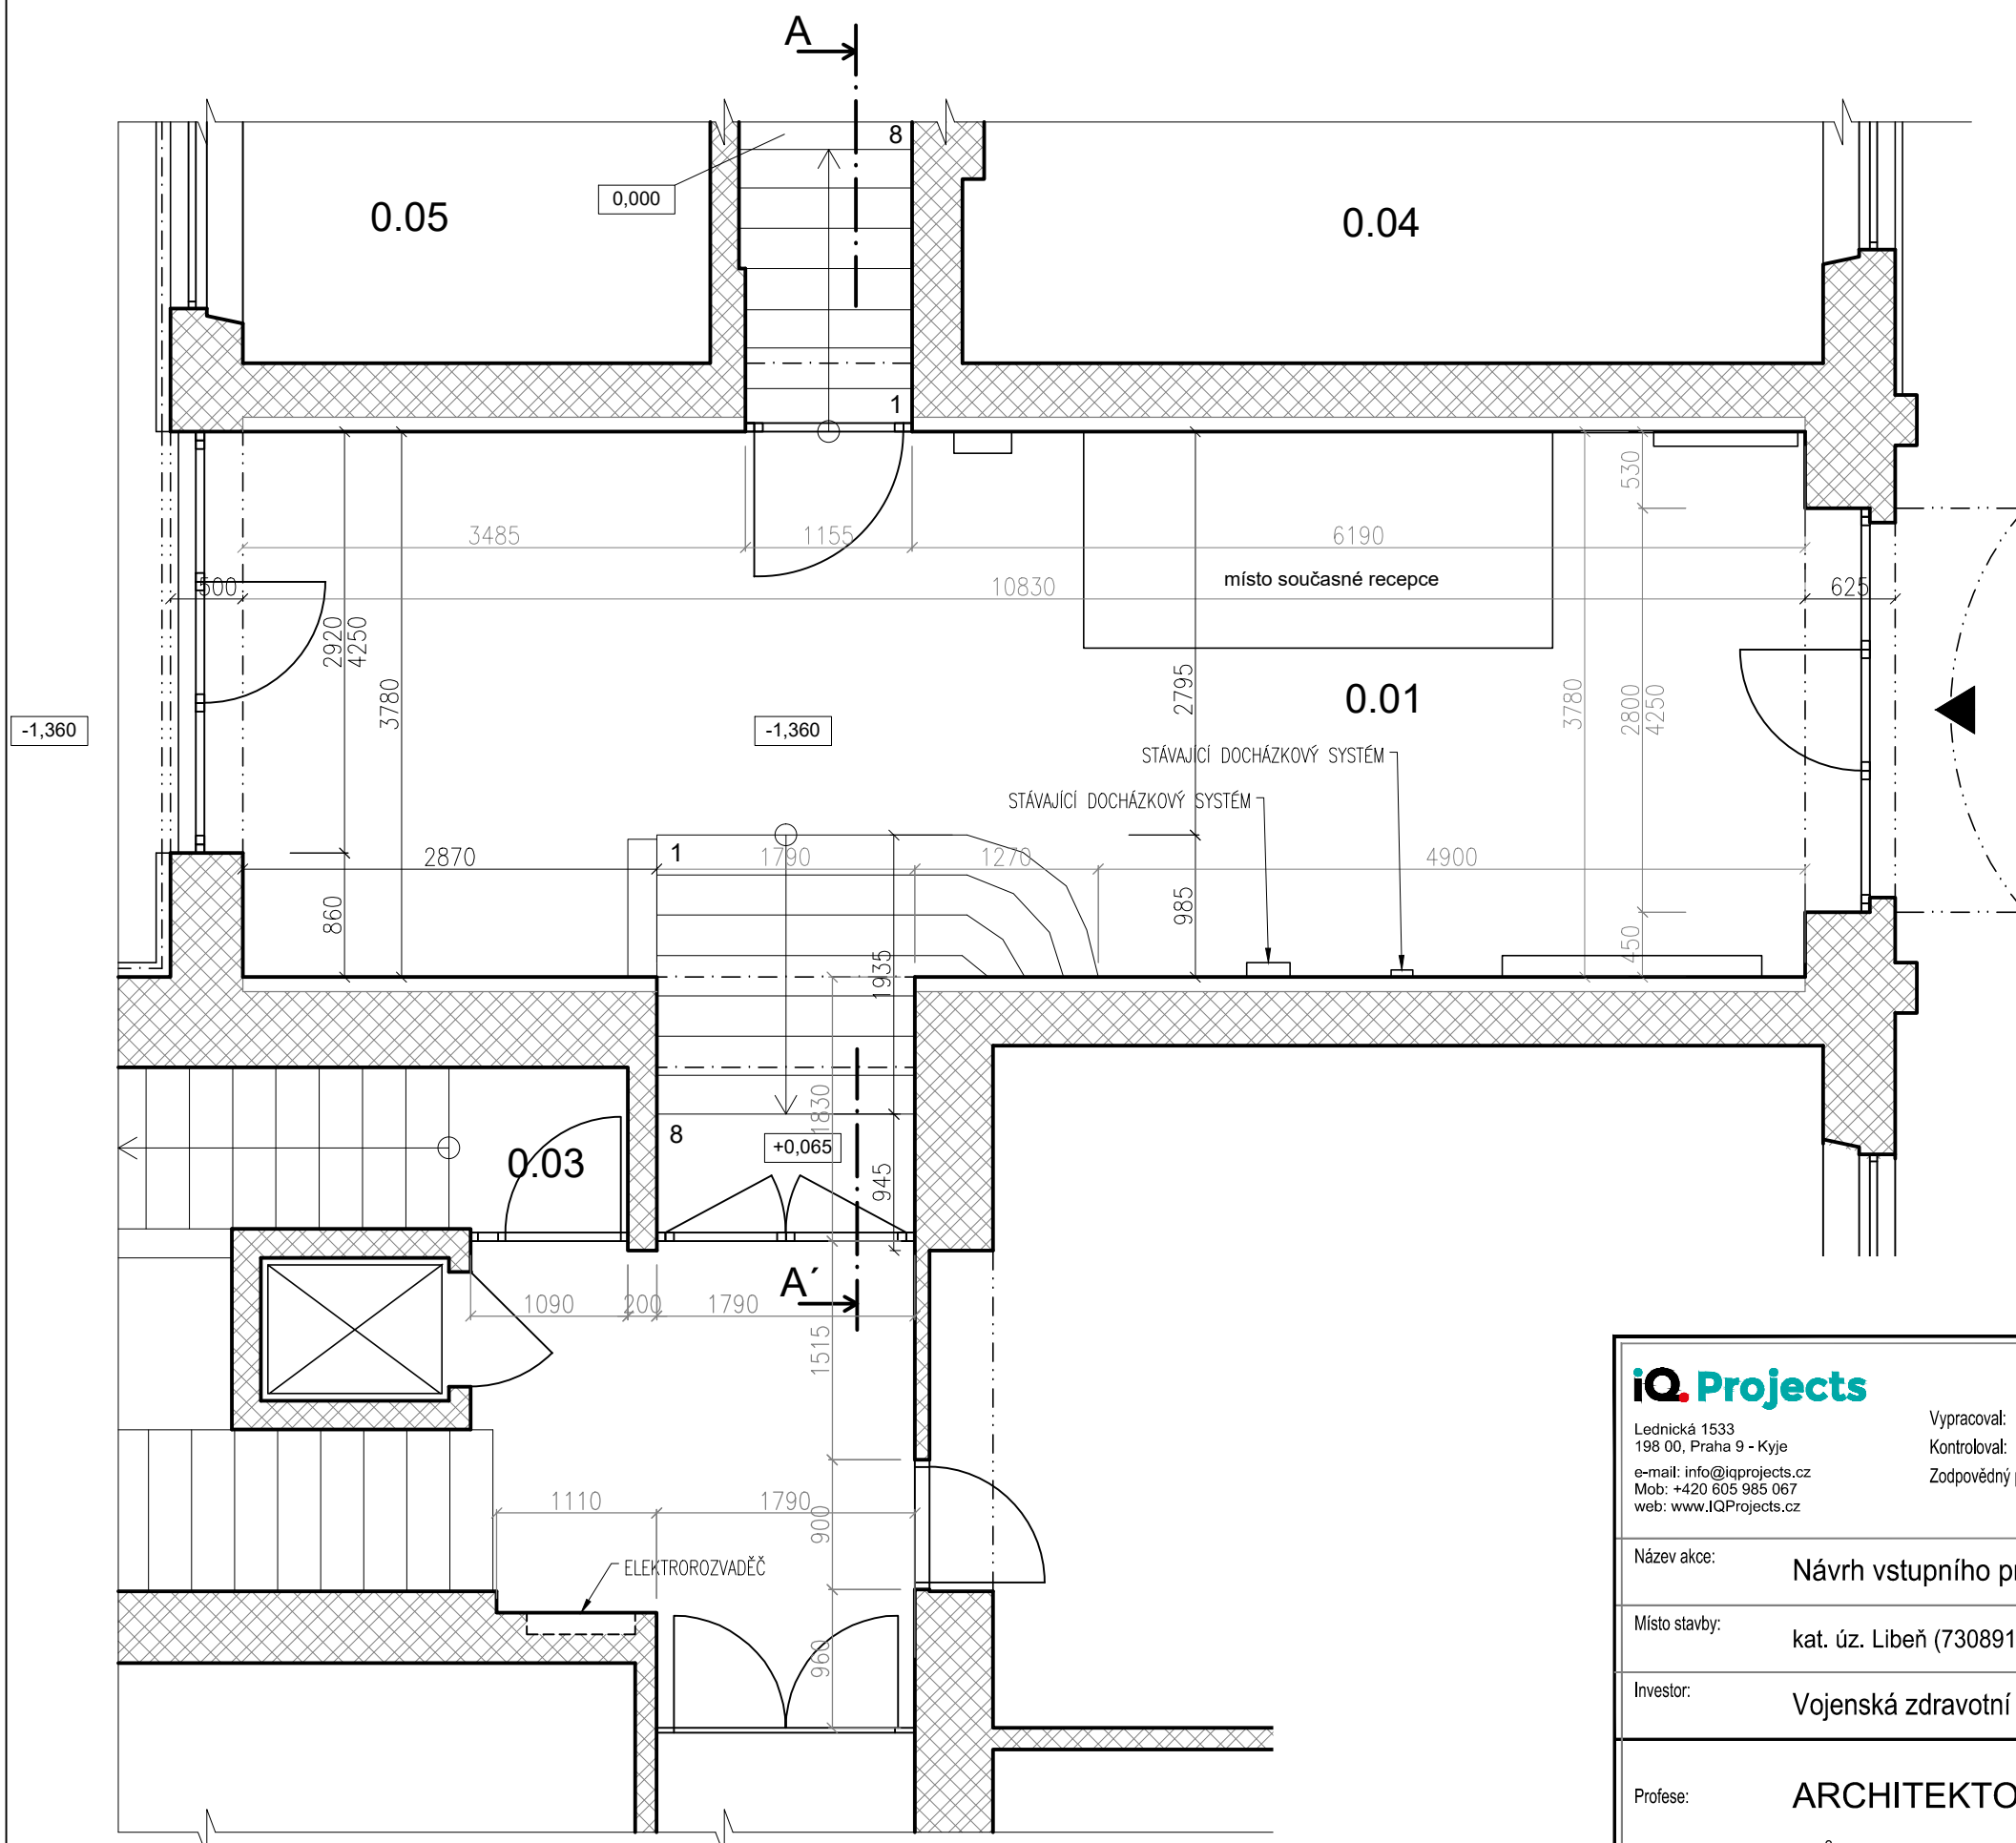 A
8
0.05
0,000
0.04
1
530
3485
1155
6190
500
10830
místo současné recepce
625
2920
4250
3780
2795
0.01
3780
2800
4250
-1,360
-1,360
STÁVAJÍCÍ DOCHÁZKOVÝ SYSTÉM
STÁVAJÍCÍ DOCHÁZKOVÝ SYSTÉM
2870
1
1790
1270
4900
860
985
450
1935
1830
8
+0,065
0.03
945
A´
1090
200
1790
1515
1110
1790
900
ELEKTROROZVADĚČ
960
iQ. Projects
Lednická 1533
198 00, Praha 9 - Kyje
e-mail: info@iqprojects.cz
Mob: +420 605 985 067
web: www.IQProjects.cz
Vypracoval:
Kontroloval:
Zodpovědný
Název akce:
Návrh vstupního
Místo stavby:
kat. úz. Libeň (730891
Investor:
Vojenská zdravotní
Profese:
ARCHITEKTO